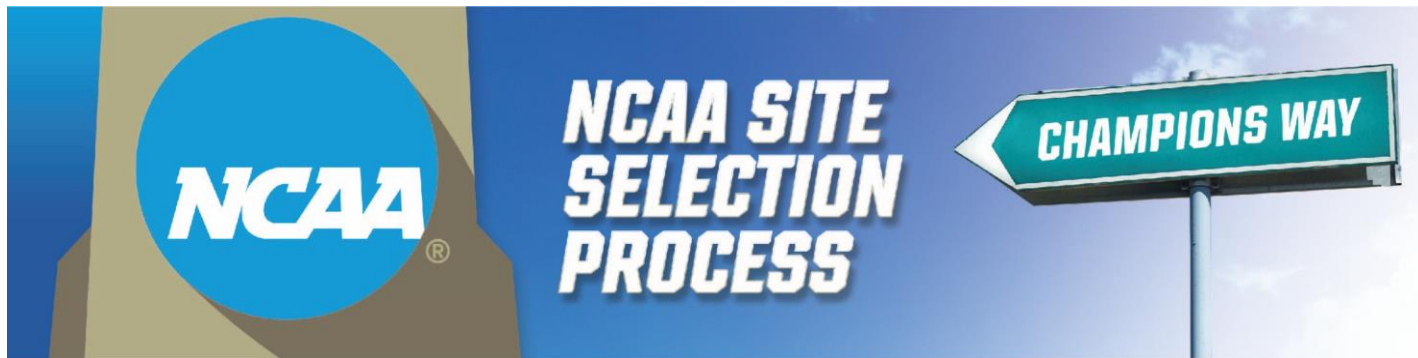 NCAA®
NCAA SITE
SELECTION
PROCESS
CHAMPIONS WAY